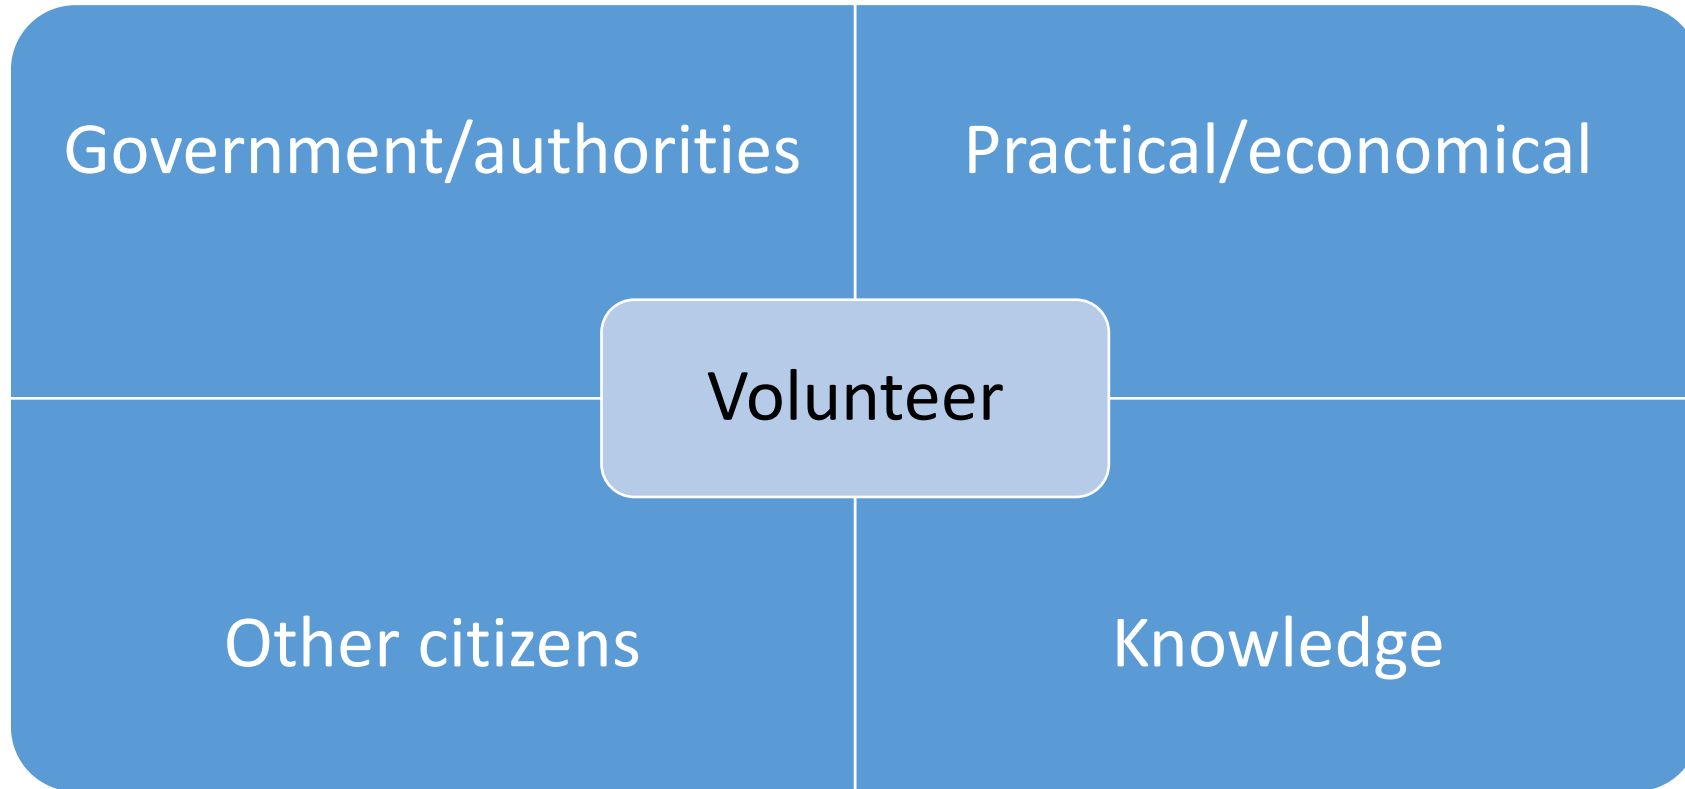 Government/authorities
Practical/economical
Volunteer
Other citizens
Knowledge